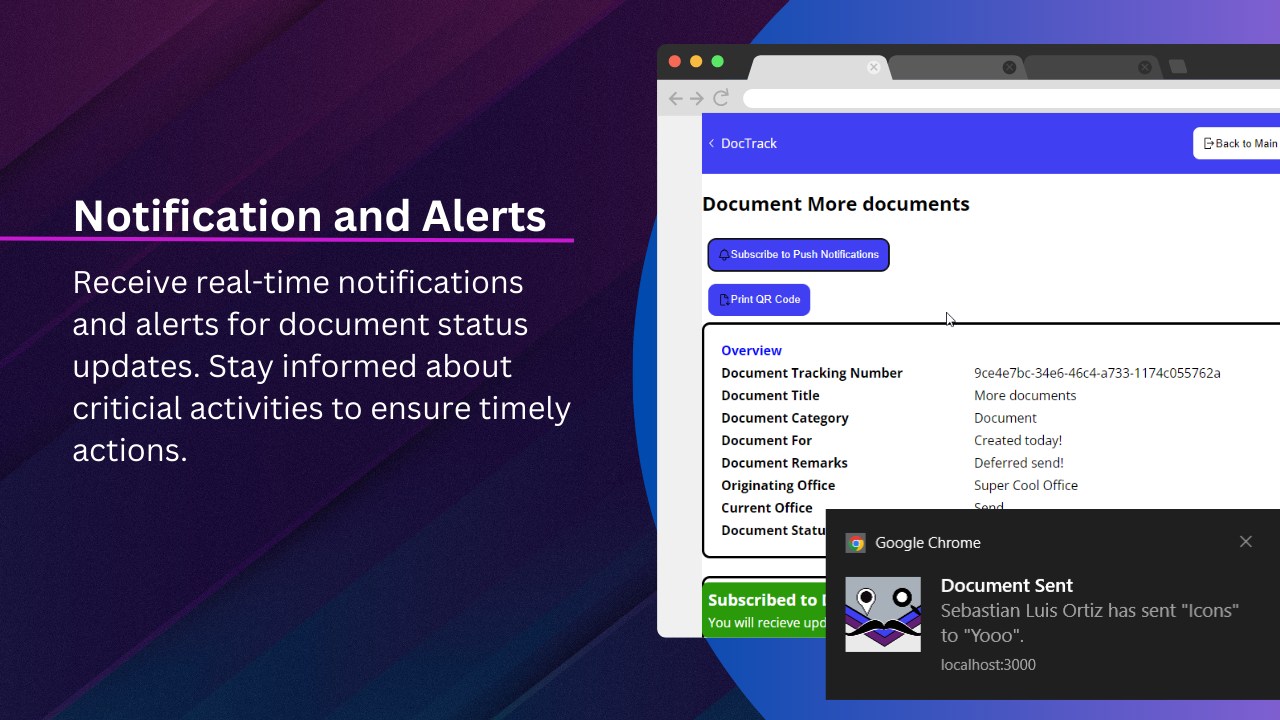 Notification and Alerts
Receive real-time notifications
and alerts for document status
updates. Stay informed about
criticial activities to ensure timely
actions.
DocTrack
Back to Main
Document More documents
Subscribe to Push Notifications
Print QR Code
Overview
Document Tracking Number 9ce4e7bc-34e6-46c4-a733-1174c055762a
Document Title More documents
Document Category Document
Document For Created today!
Document Remarks Deferred send!
Originating Office Super Cool Office
Current Office Send
Document Statu
Subscribed to
You will recieve upd
Google Chrome
Document Sent
Sebastian Luis Ortiz has sent "Icons"
to "Yooo".
localhost:3000